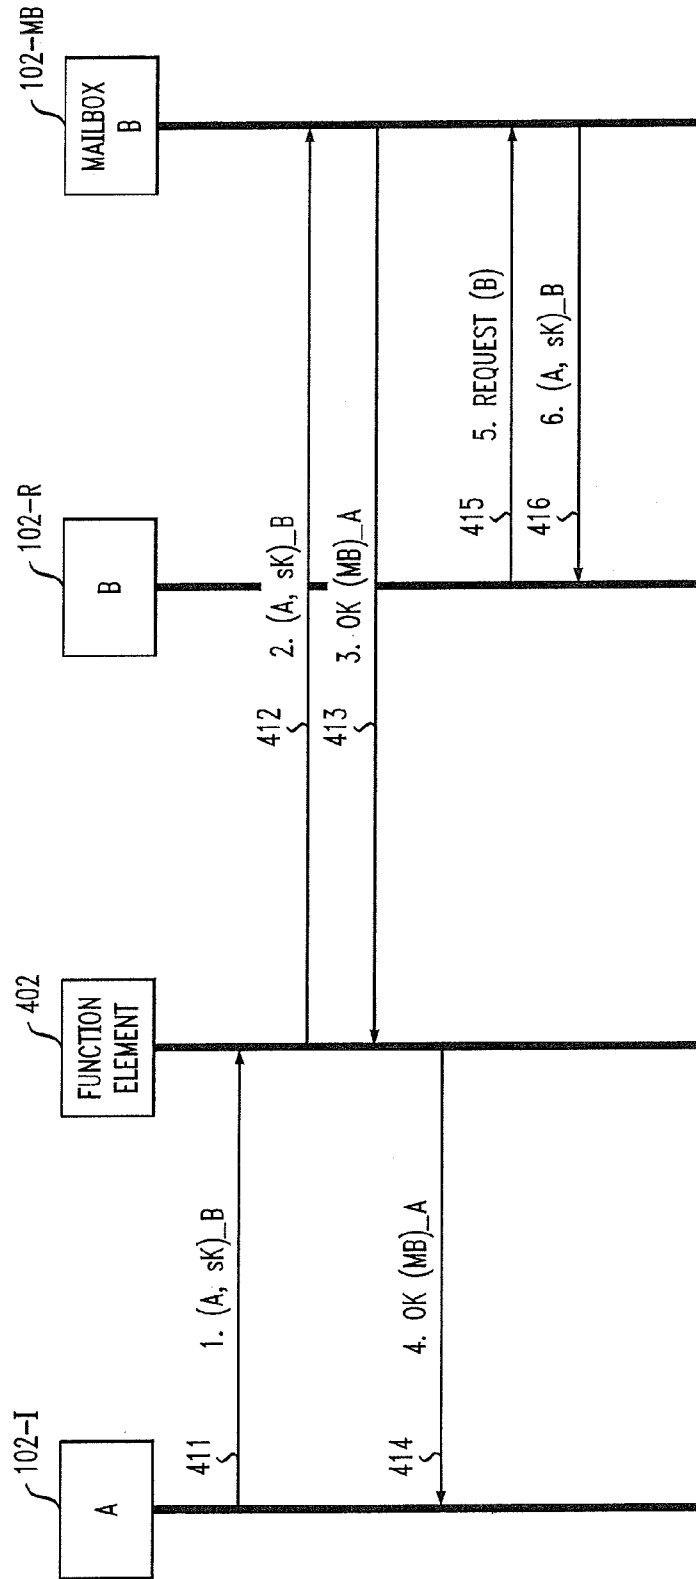 102-I
A
402
FUNCTION
ELEMENT
102-R
B
102-MB
MAILBOX
B
411
1. (A, sK)_B
412
2. (A, sK)_B
413
3. OK (MB)_A
414
4. OK (MB)_A
415
5. REQUEST (B)
416
6. (A, sK)_B